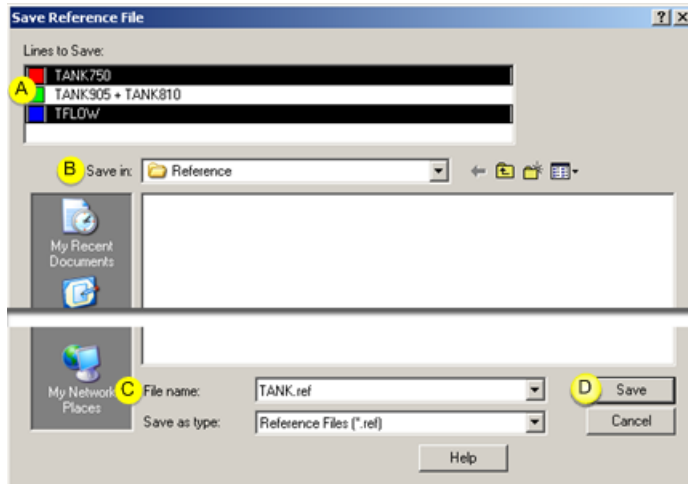 Save Reference File
Lines to Save:
TANK750
A
TANK905 + TANK810
TFLOW
B
Save in:
Reference
My Recent
Documents
My Network
Places
C
File name:
TANK.ref
D
Save
Save as type:
Reference Files (*.ref)
Cancel
Help